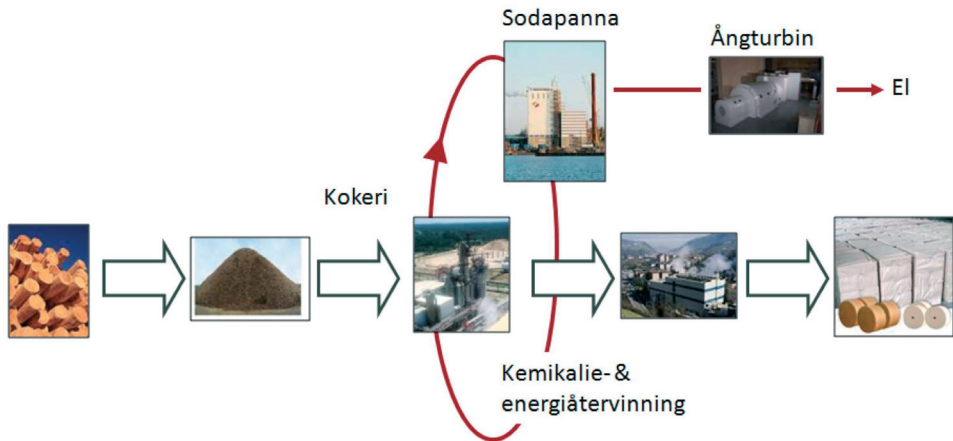 Sodapanna
Ångturbin
El
Kokeri
Kemikalie- &
energiåtervinning